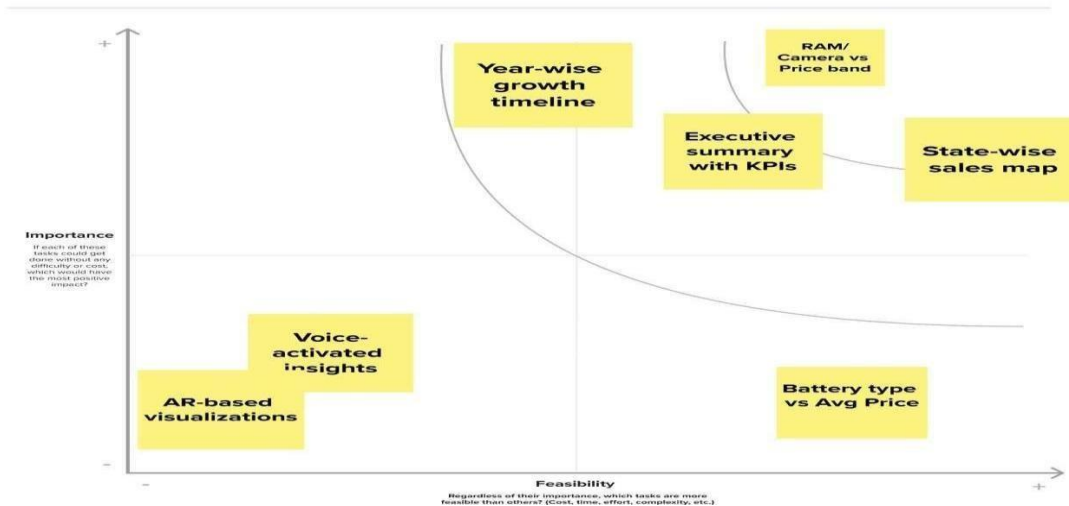 +
RAM/
Camera vs
Price band
Year-wise
growth
timeline
Executive
summary
with KPIs
State-wise
sales map
Importance
If each of these
tasks could get
done without any
difficulty or cost,
which would have
the most positive
impact?
Voice-
activated
insights
AR-based
visualizations
Battery type
vs Avg Price
-
-
Feasibility
+
Regardless of their importance, which tasks are more
feasible than others? (Cost, time, effort, complexity, etc.)